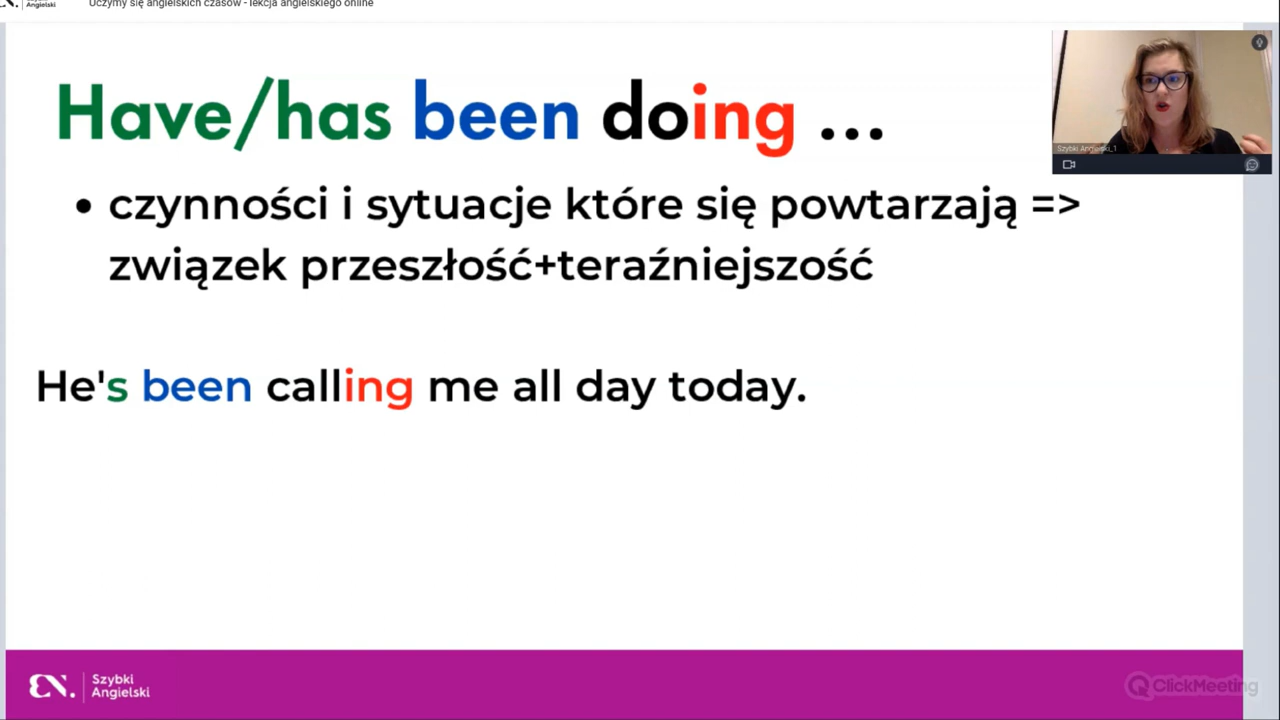 Angielski
Uczymy się angielskich czasów - lekcja angielskiego online
Have/has been doing ...
Szybki Angielski_1
• czynności i sytuacje które się powtarzają =>
związek przeszłość+teraźniejszość
He's been calling me all day today.
Szybki
Angielski
ClickMeeting